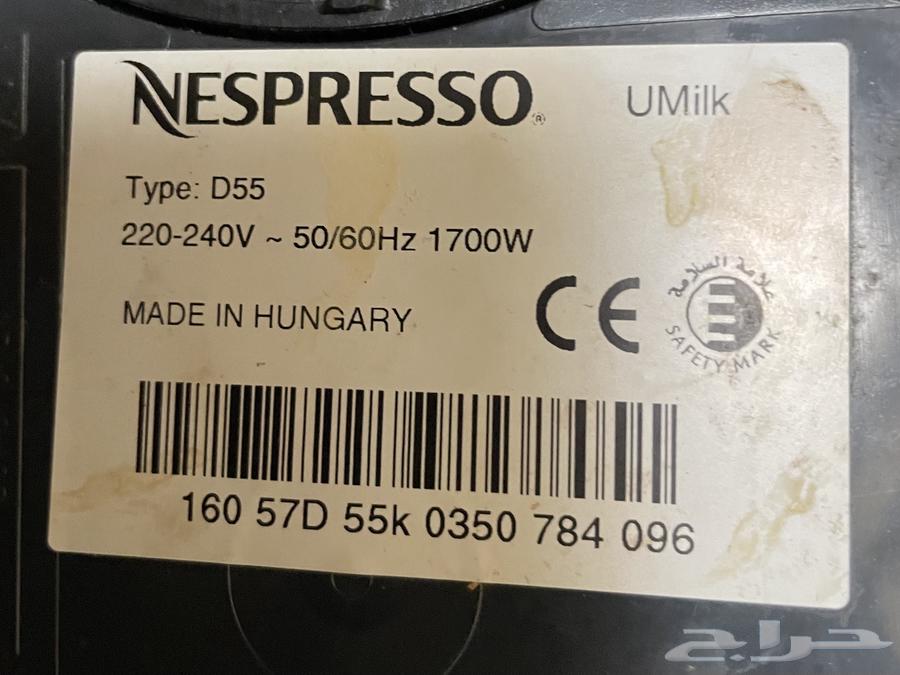 NESPRESSO® UMilk
Type: D55
220-240V ~ 50/60Hz 1700W
MADE IN HUNGARY
CE
علامة السلامة
SAFETY MARK
160 57D 55k 0350 784 096
حراج